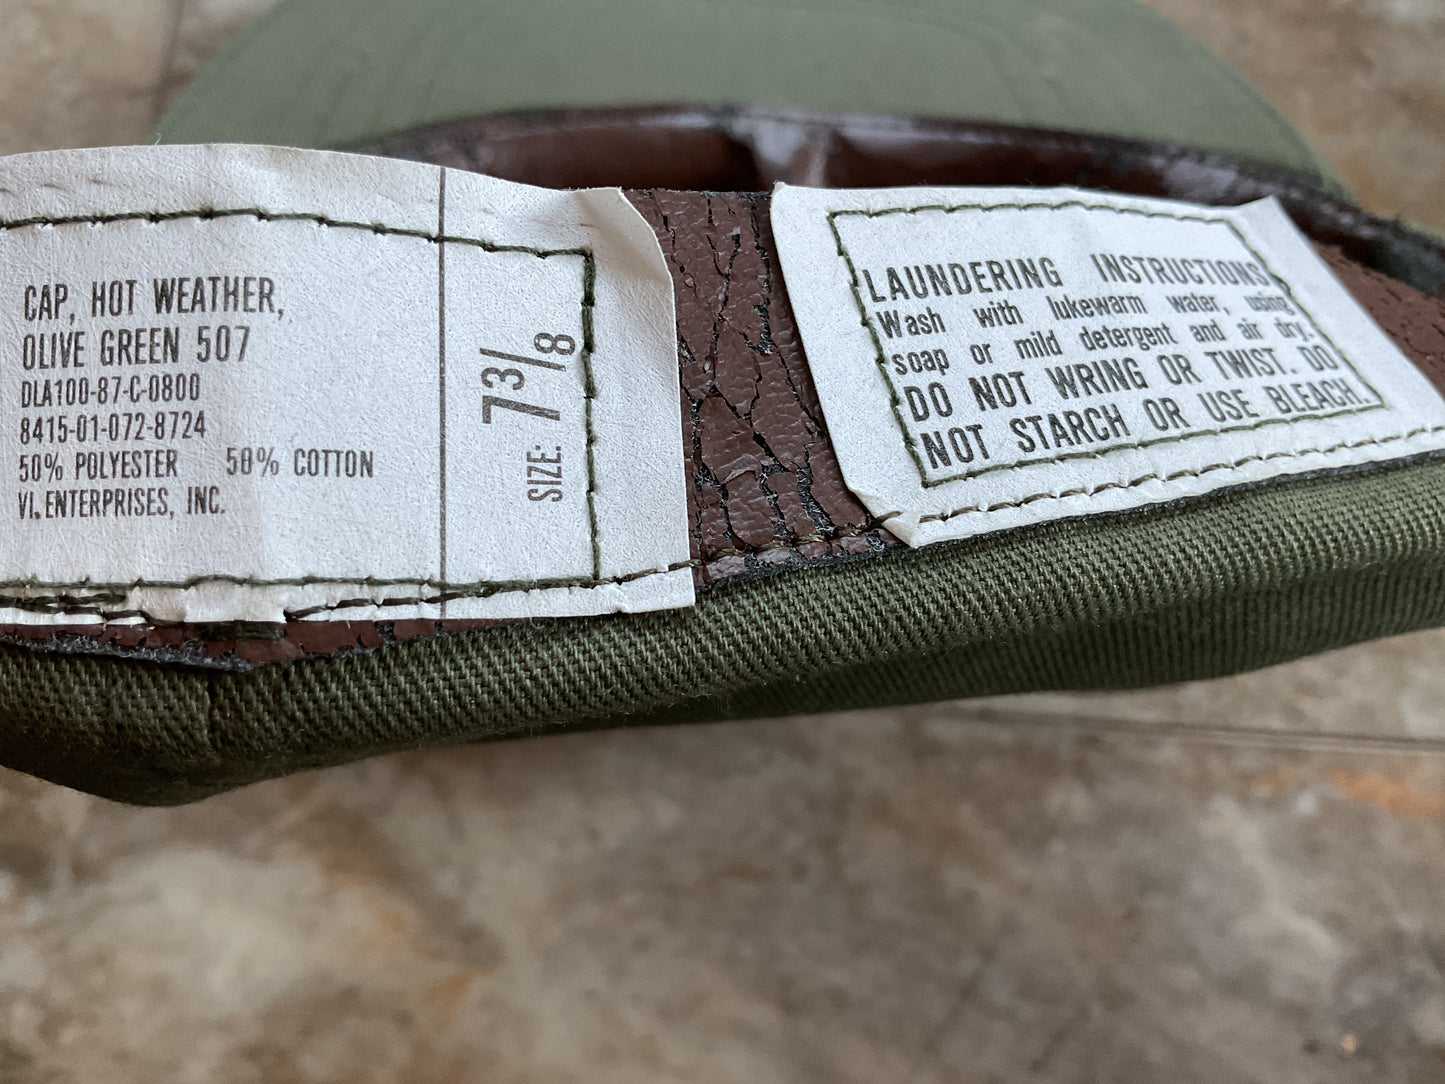 CAP, HOT WEATHER,
OLIVE GREEN 507
DLA100-87-C-0800
8415-01-072-8724
50% POLYESTER 50% COTTON
VI. ENTERPRISES, INC.
SIZE: 7 3/8
LAUNDERING INSTRUCTIONS
Wash with lukewarm water, using
soap or mild detergent and air dry.
DO NOT WRING OR TWIST. DO
NOT STARCH OR USE BLEACH.